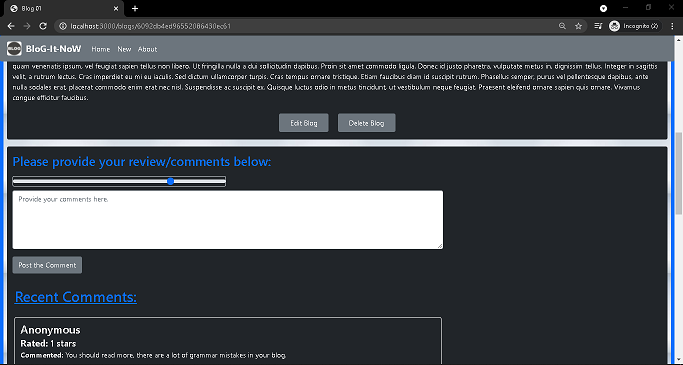 Blog 01
localhost:3000/blogs/6092db4ed96552086430ec61
Incognito (2)
BLOG
BloG-It-NoW
Home New About
quam venenatis ipsum, vel feugiat sapien tellus non libero. Ut fringilla nulla a dui sollicitudin dapibus. Proin sit amet commodo ligula. Donec id justo pharetra, vulputate metus in, dignissim tellus. Integer in sagittis
velit, a rutrum lectus. Cras imperdiet eu mi eu iaculis. Sed dictum ullamcorper turpis. Cras tempus ornare tristique. Etiam faucibus diam id suscipit rutrum. Phasellus semper, purus vel pellentesque dapibus, ante
nulla sodales erat, placerat commodo enim erat nec nisl. Suspendisse ac suscipit ex. Quisque luctus odio in metus tincidunt, ut vestibulum neque feugiat. Praesent eleifend ornare sapien quis ornare. Vivamus
congue efficitur faucibus.
Edit Blog Delete Blog
Please provide your review/comments below:
Provide your comments here.
Post the Comment
Recent Comments:
Anonymous
Rated: 1 stars
Commented: You should read more, there are a lot of grammar mistakes in your blog.